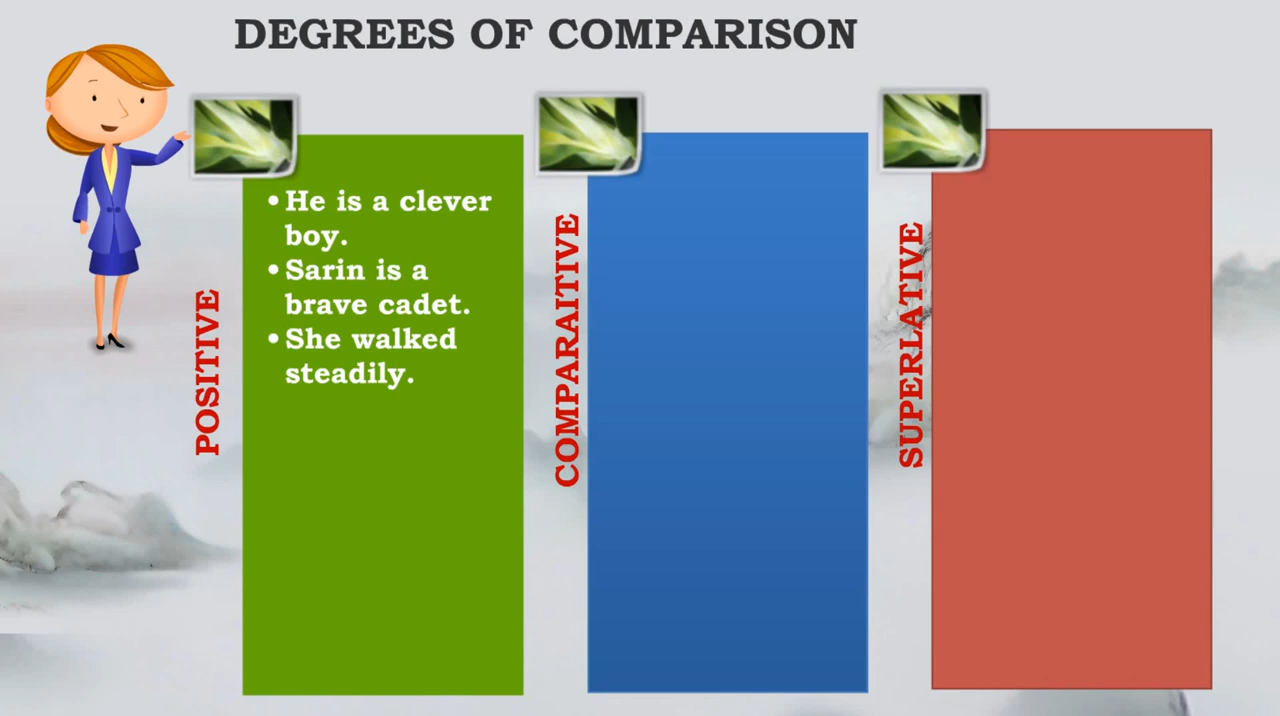 DEGREES OF COMPARISON
POSITIVE
• He is a clever
boy.
• Sarin is a
brave cadet.
• She walked
steadily.
COMPARAITIVE
SUPERLATIVE